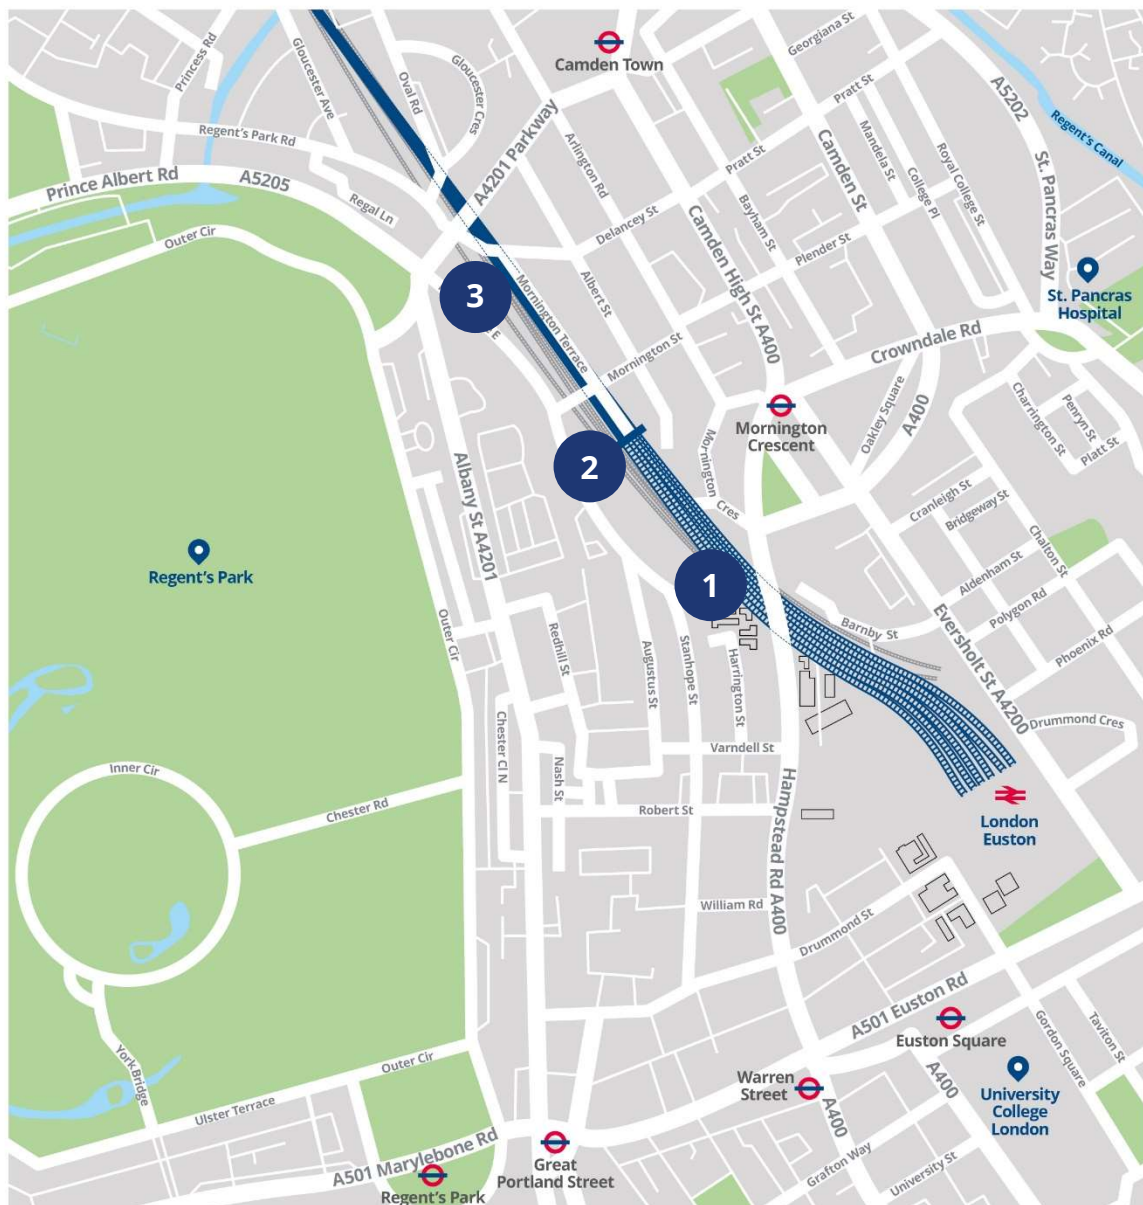 Camden Town
Georgiana St
Princess Rd
Gloucester Ave
Oval Rd
Gloucester Cres
Pratt St
A5202
Regent's Canal
Regent's Park Rd
A4201 Parkway
Arlington Rd
Pratt St
Camden St
Mandela St
College Pl
Royal College St
St. Pancras Way
Prince Albert Rd
A5205
Regal Ln
Outer Cir
Delancey St
Bayham St
Plender St
Camden High St A400
St. Pancras
Hospital
3
E
Mornington Terrace
Albert St
Mornington St
Crowndale Rd
Mornington
Crescent
Oakley Square
A400
Charrington St
Penryn St
Platt St
2
Mornington
Cres
Albany St A4201
Cranleigh St
Bridgeway St
Aldenham St
Chalton St
Polygon Rd
Phoenix Rd
Regent's Park
1
Barnby St
Eversholt St A4200
Outer Cir
Redhill St
Augustus St
Stanhope St
Harrington St
Drummond Cres
Chester Cl N
Nash St
Varndell St
Inner Cir
Chester Rd
Robert St
Hampstead Rd A400
London
Euston
William Rd
Drummond St
A501 Euston Rd
Euston Square
Gordon Square
Taviton St
York Bridge
Outer Cir
Ulster Terrace
Warren
Street
A400
A400
University
College
London
A501 Marylebone Rd
Great
Portland Street
Regent's Park
Grafton Way
University St